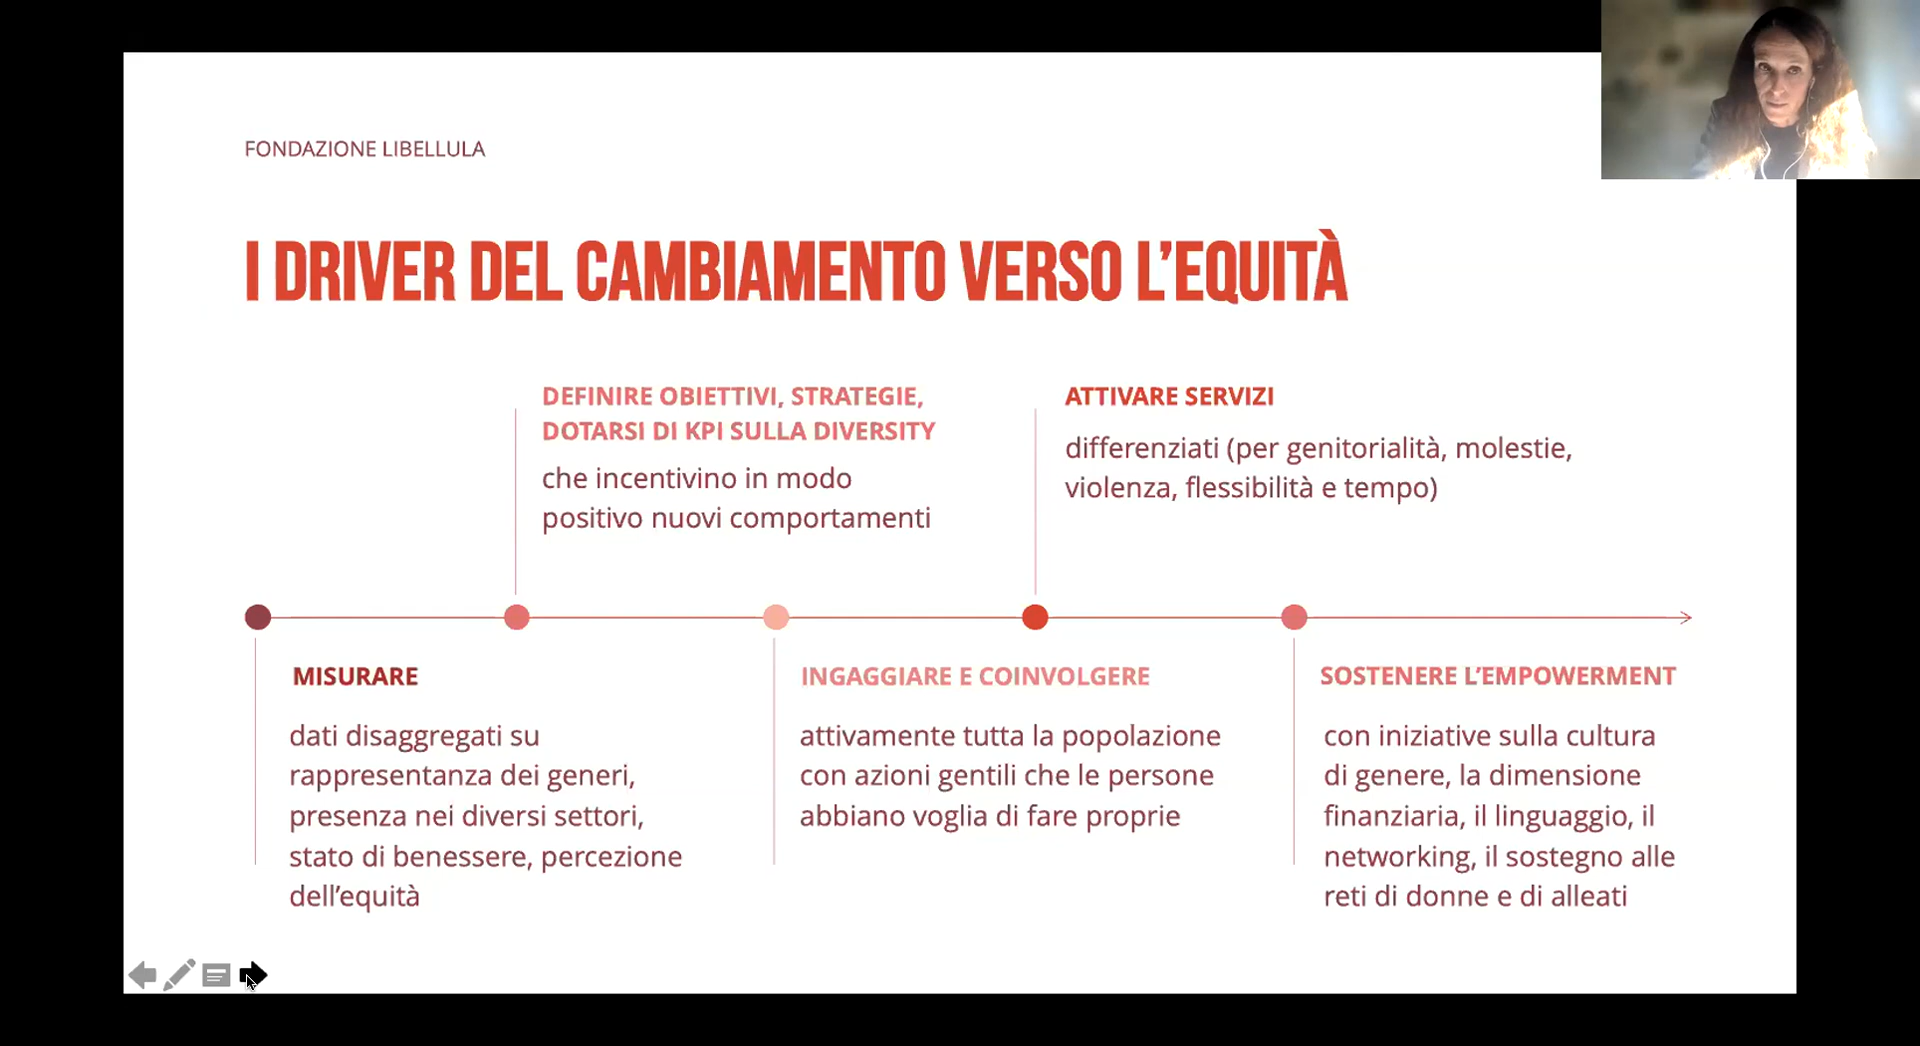 FONDAZIONE LIBELLULA
I DRIVER DEL CAMBIAMENTO VERSO L'EQUITÀ
DEFINIRE OBIETTIVI, STRATEGIE,
DOTARSI DI KPI SULLA DIVERSITY
che incentivino in modo
positivo nuovi comportamenti
ATTIVARE SERVIZI
differenziati (per genitorialità, molestie,
violenza, flessibilità e tempo)
MISURARE
dati disaggregati su
rappresentanza dei generi,
presenza nei diversi settori,
stato di benessere, percezione
dell'equità
INGAGGIARE E COINVOLGERE
attivamente tutta la popolazione
con azioni gentili che le persone
abbiano voglia di fare proprie
SOSTENERE L'EMPOWERMENT
con iniziative sulla cultura
di genere, la dimensione
finanziaria, il linguaggio, il
networking, il sostegno alle
reti di donne e di alleati